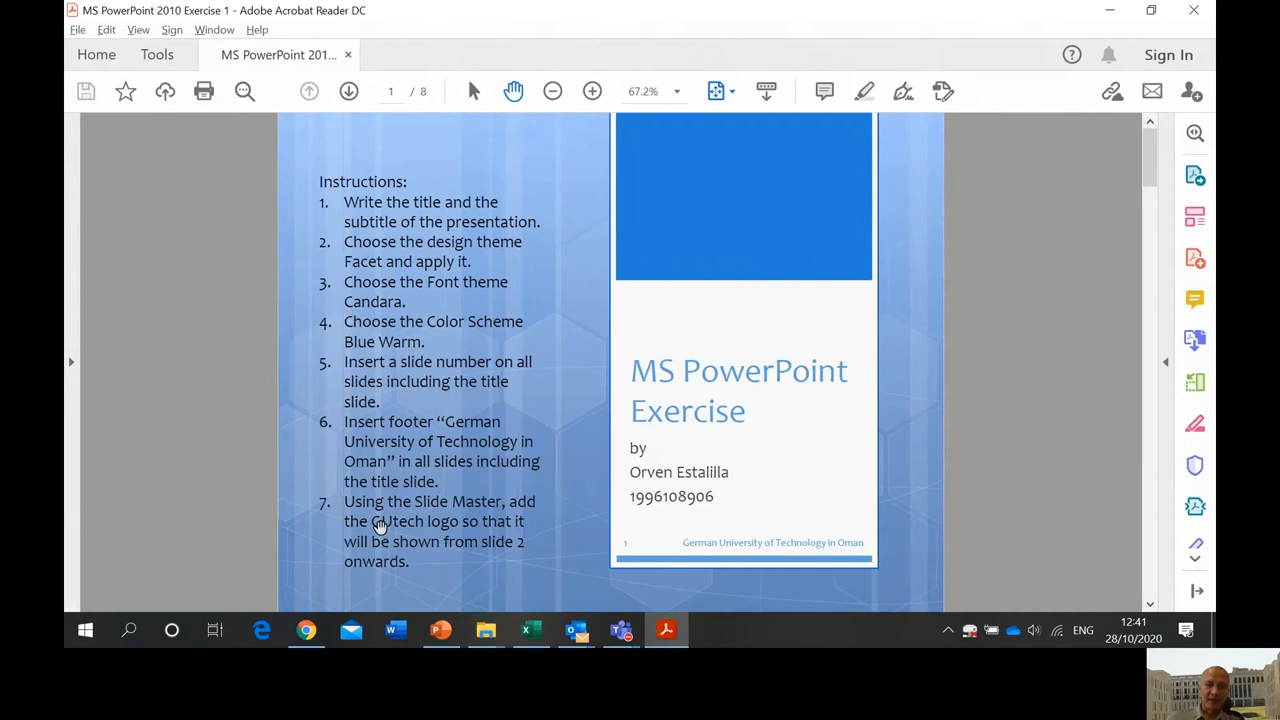 MS PowerPoint 2010 Exercise 1 - Adobe Acrobat Reader DC
File Edit View Sign Window Help
Home Tools MS PowerPoint 201... × Sign In
1 / 8 67.2%
Instructions:
1. Write the title and the
subtitle of the presentation.
2. Choose the design theme
Facet and apply it.
3. Choose the Font theme
Candara.
4. Choose the Color Scheme
Blue Warm.
5. Insert a slide number on all
slides including the title
slide.
6. Insert footer “German
University of Technology in
Oman” in all slides including
the title slide.
7. Using the Slide Master, add
the GUtech logo so that it
will be shown from slide 2
onwards.
MS PowerPoint
Exercise
by
Orven Estalilla
1996108906
1 German University of Technology in Oman
ENG
12:41
28/10/2020